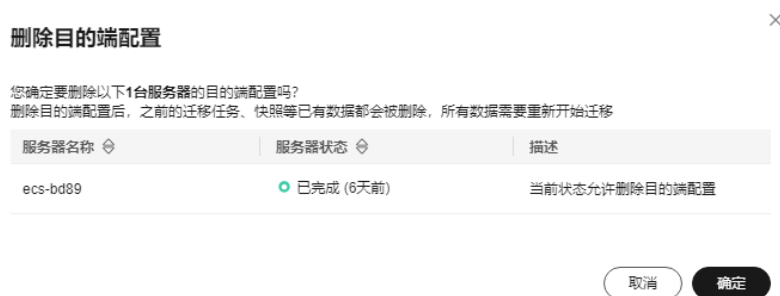 删除目的端配置
您确定要删除以下1台服务器的目的端配置吗?
删除目的端配置后，之前的迁移任务、快照等已有数据都会被删除，所有数据需要重新开始迁移
服务器名称 服务器状态 描述
ecs-bd89 已完成 (6天前) 当前状态允许删除目的端配置
取消 确定